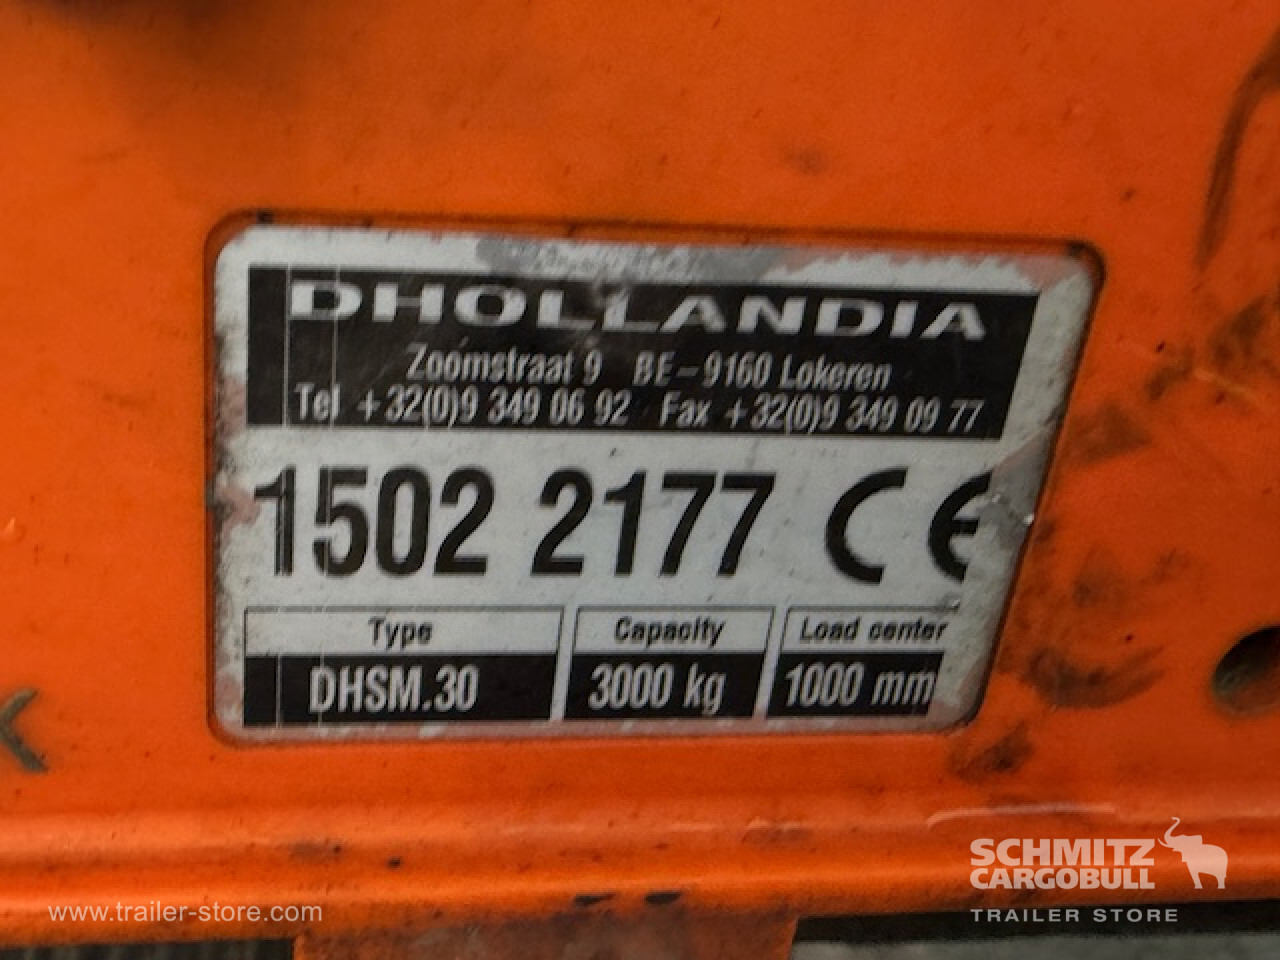 DHOLLANDIA
Zoomstraat 9 BE-9160 Lokeren
Tel +32(0)9 349 06 92 Fax +32(0)9 349 09 77
1502 2177 CE
Type Capacity Load center
DHSM.30 3000 kg 1000 mm
K
SCHMITZ
CARGOBULL
TRAILER STORE
www.trailer-store.com